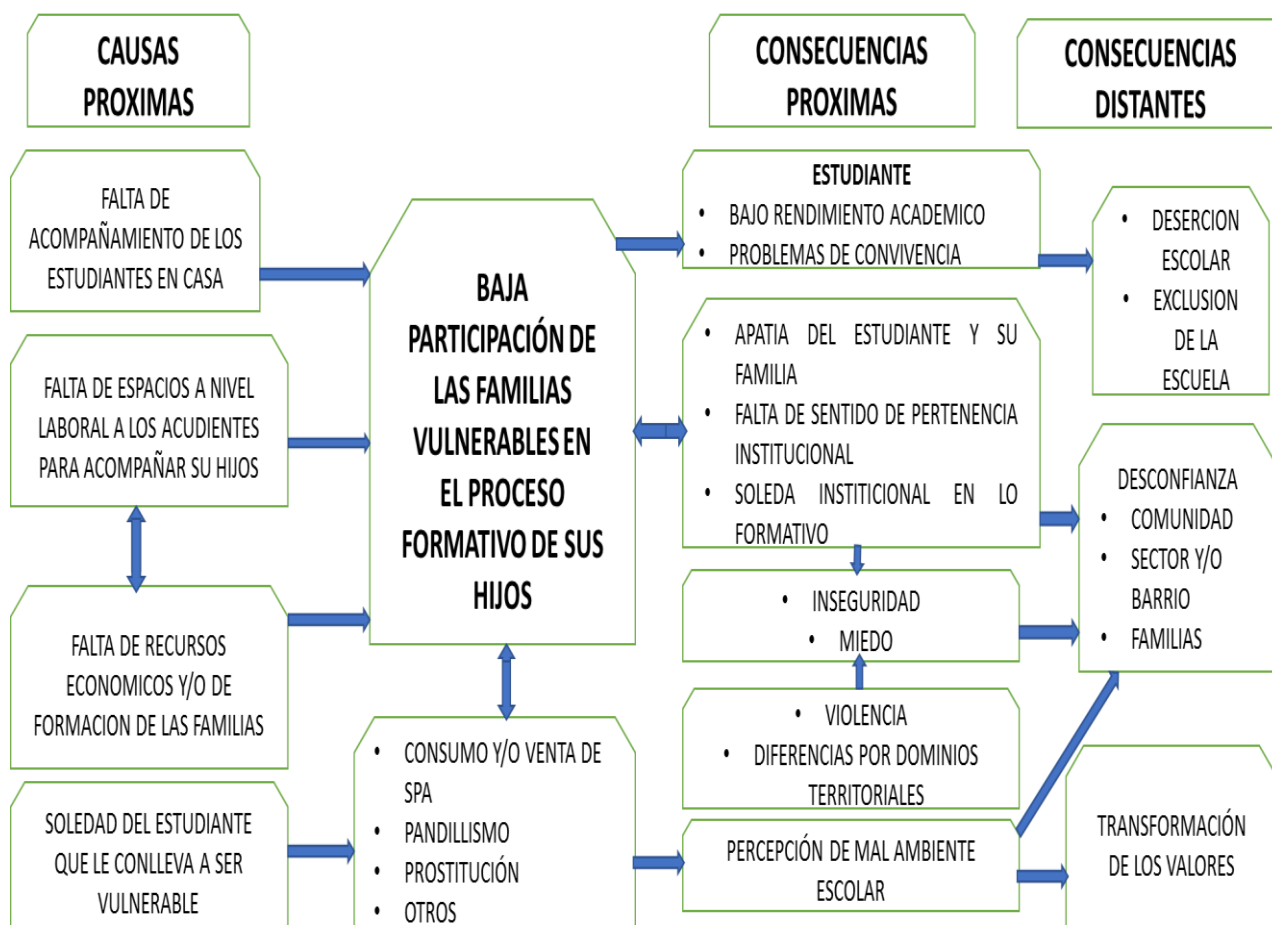 CAUSAS
PROXIMAS
CONSECUENCIAS
PROXIMAS
CONSECUENCIAS
DISTANTES
FALTA DE
ACOMPAÑAMIENTO DE LOS
ESTUDIANTES EN CASA
FALTA DE ESPACIOS A NIVEL
LABORAL A LOS ACUDIENTES
PARA ACOMPAÑAR SU HIJOS
FALTA DE RECURSOS
ECONOMICOS Y/O DE
FORMACION DE LAS FAMILIAS
SOLEDAD DEL ESTUDIANTE
QUE LE CONLLEVA A SER
VULNERABLE
BAJA
PARTICIPACIÓN DE
LAS FAMILIAS
VULNERABLES EN
EL PROCESO
FORMATIVO DE SUS
HIJOS
• CONSUMO Y/O VENTA DE
SPA
• PANDILLISMO
• PROSTITUCIÓN
• OTROS
ESTUDIANTE
• BAJO RENDIMIENTO ACADEMICO
• PROBLEMAS DE CONVIVENCIA
• APATIA DEL ESTUDIANTE Y SU
FAMILIA
• FALTA DE SENTIDO DE PERTENENCIA
INSTITUCIONAL
• SOLEDA INSTITICIONAL EN LO
FORMATIVO
• INSEGURIDAD
• MIEDO
• VIOLENCIA
• DIFERENCIAS POR DOMINIOS
TERRITORIALES
PERCEPCIÓN DE MAL AMBIENTE
ESCOLAR
• DESERCION
ESCOLAR
• EXCLUSION
DE LA
ESCUELA
DESCONFIANZA
• COMUNIDAD
• SECTOR Y/O
BARRIO
• FAMILIAS
TRANSFORMACIÓN
DE LOS VALORES